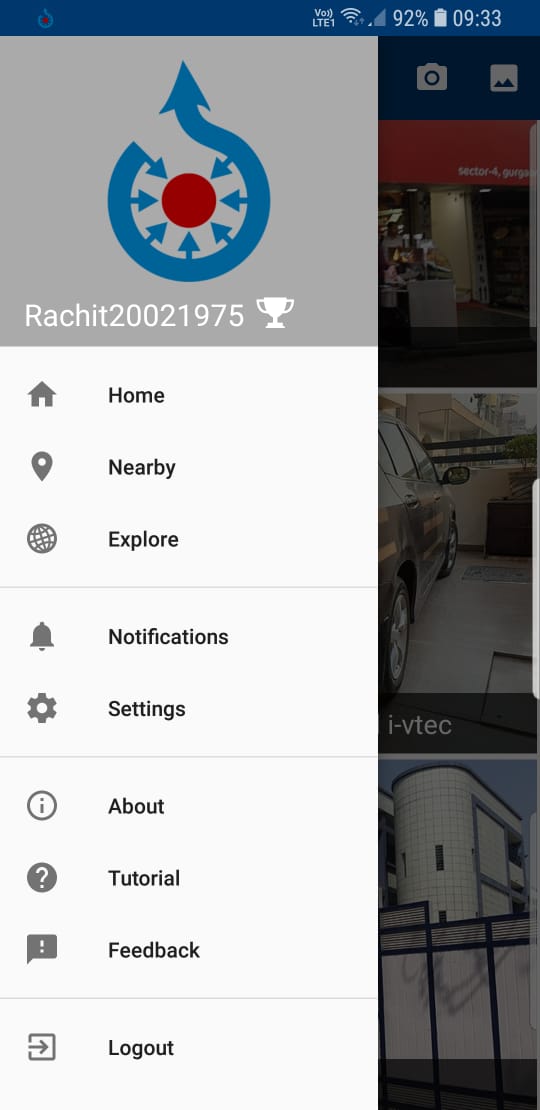 Vo))
LTE1
92%
09:33
sector-4, gurga
Rachit20021975
Home
Nearby
Explore
Notifications
Settings
i-vtec
About
Tutorial
Feedback
Logout